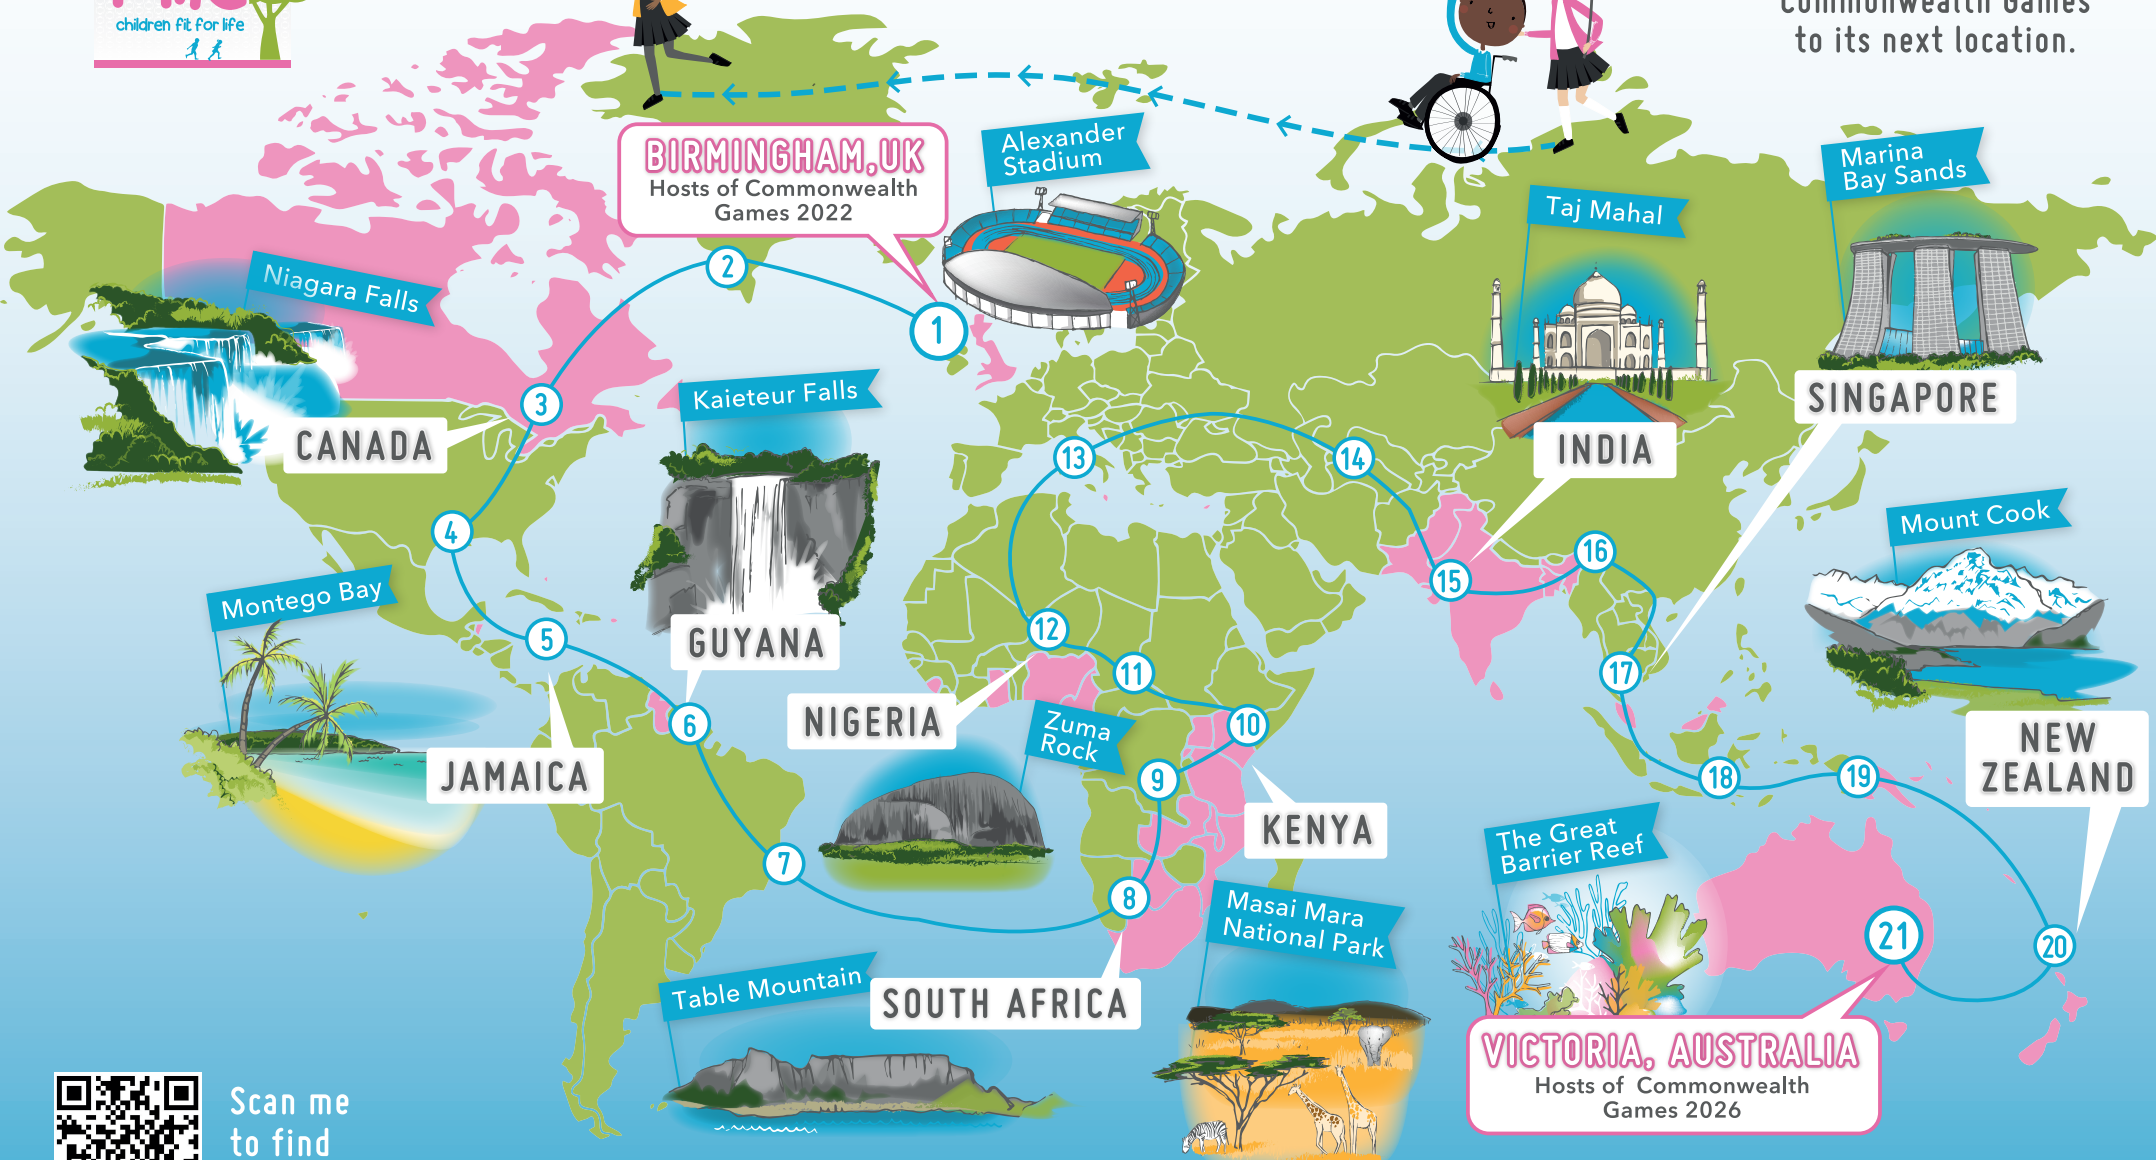 children fit for life
Commonwealth Games
to its next location.
BIRMINGHAM,UK
Hosts of Commonwealth
Games 2022
Alexander
Stadium
Marina
Bay Sands
Taj Mahal
Niagara Falls
2
1
3
CANADA
Kaieteur Falls
SINGAPORE
INDIA
13
14
4
Mount Cook
16
15
Montego Bay
5
GUYANA
12
11
17
6
NIGERIA
Zuma
Rock
10
NEW
ZEALAND
JAMAICA
9
18
19
KENYA
7
The Great
Barrier Reef
8
Masai Mara
National Park
21
20
Table Mountain
SOUTH AFRICA
VICTORIA, AUSTRALIA
Hosts of Commonwealth
Games 2026
Scan me
to find